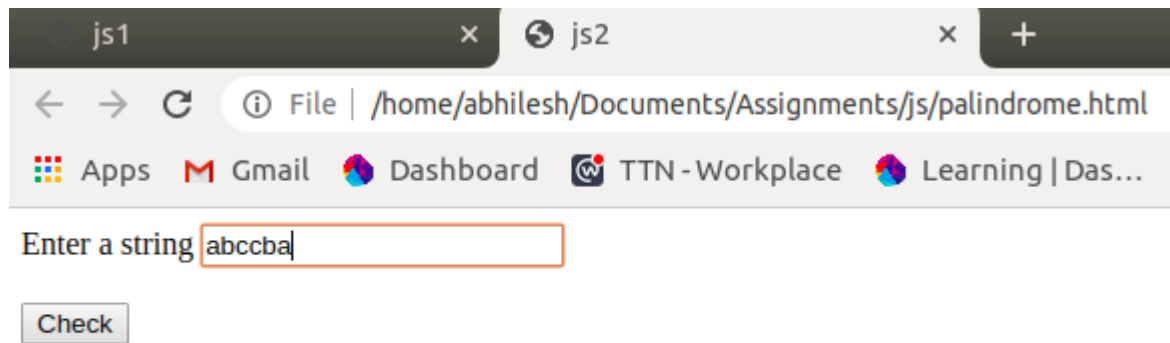 js1 × js2 × +
File | /home/abhilesh/Documents/Assignments/js/palindrome.html
Apps Gmail Dashboard TTN - Workplace Learning | Das...
Enter a string abccba
Check